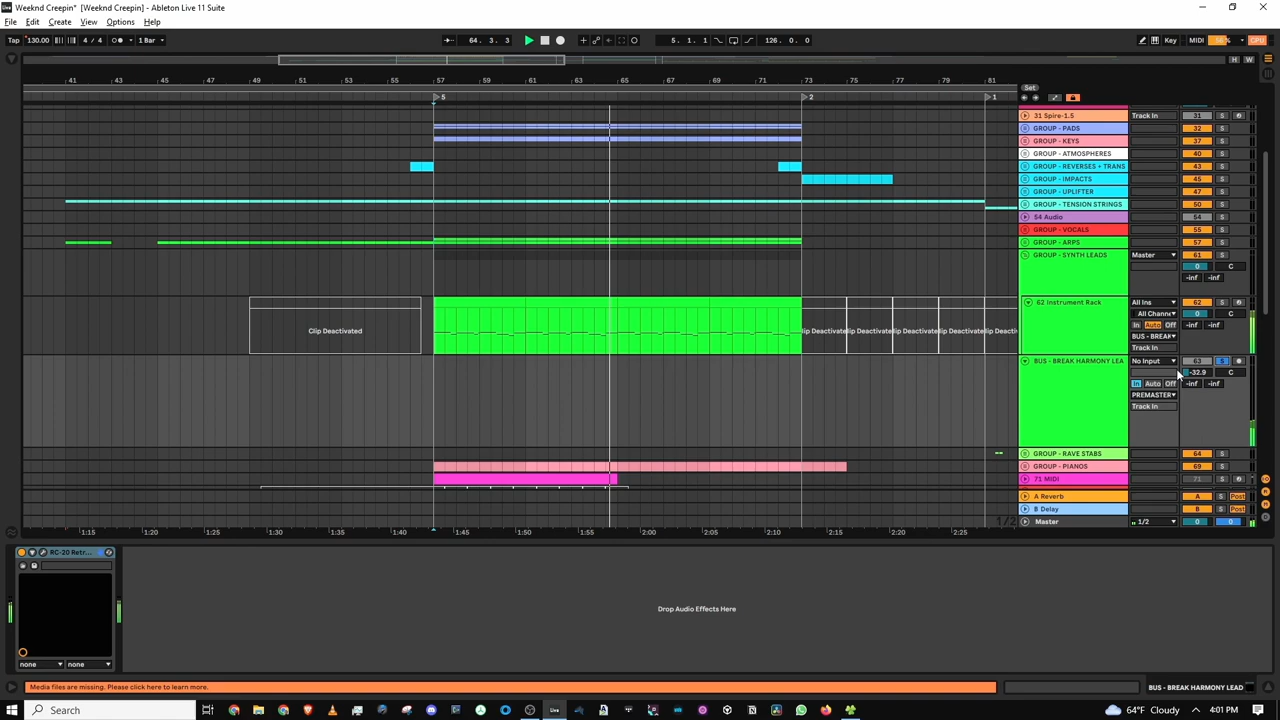 Weeknd Creepin* [Weeknd Creepin] - Ableton Live 11 Suite
File Edit Create View Options Help
Tap 130.00 4 / 4 1 Bar 64. 3. 3 5. 1. 1 126. 0. 0 Key MIDI CPU
H W
41 43 45 49 51 53 55 57 59 61 63 65 67 69 71 73 75 77 79 81
5 2 1
Set
31 Spire-1.5 Track In 31 S
GROUP - PADS 32 S
GROUP - KEYS 37 S
GROUP - ATMOSPHERES 40 S
GROUP - REVERSES + TRANS 43 S
GROUP - IMPACTS 45 S
GROUP - UPLIFTER 47 S
GROUP - TENSION STRINGS 50 S
54 Audio 54 S
GROUP - VOCALS 55 S
GROUP - ARPS 57 S
GROUP - SYNTH LEADS Master 61 S
0 C
-inf -inf
62 Instrument Rack All Ins 62 S
All Channe 0 C
In Auto Off -inf -inf
Clip Deactivated lip Deactivate lip Deactivate lip Deactivate lip Deactivate lip Deacti
BUS - BREAK
Track In
BUS - BREAK HARMONY LEA No Input 63 S
-32.9 C
In Auto Off -inf -inf
PREMASTER
Track In
GROUP - RAVE STABS 64 S
GROUP - PIANOS 69 S
71 MIDI 71 S
A Reverb A S Post
B Delay B S Post
1/2 Master 1/2 0 0
1:15 1:20 1:25 1:30 1:35 1:40 1:44 1:50 1:55 2:00 2:05 2:10 2:15 2:20 2:25
RC-20 Retr...
Drop Audio Effects Here
none none
Media files are missing. Please click here to learn more. BUS - BREAK HARMONY LEAD
Search 64°F Cloudy 4:01 PM